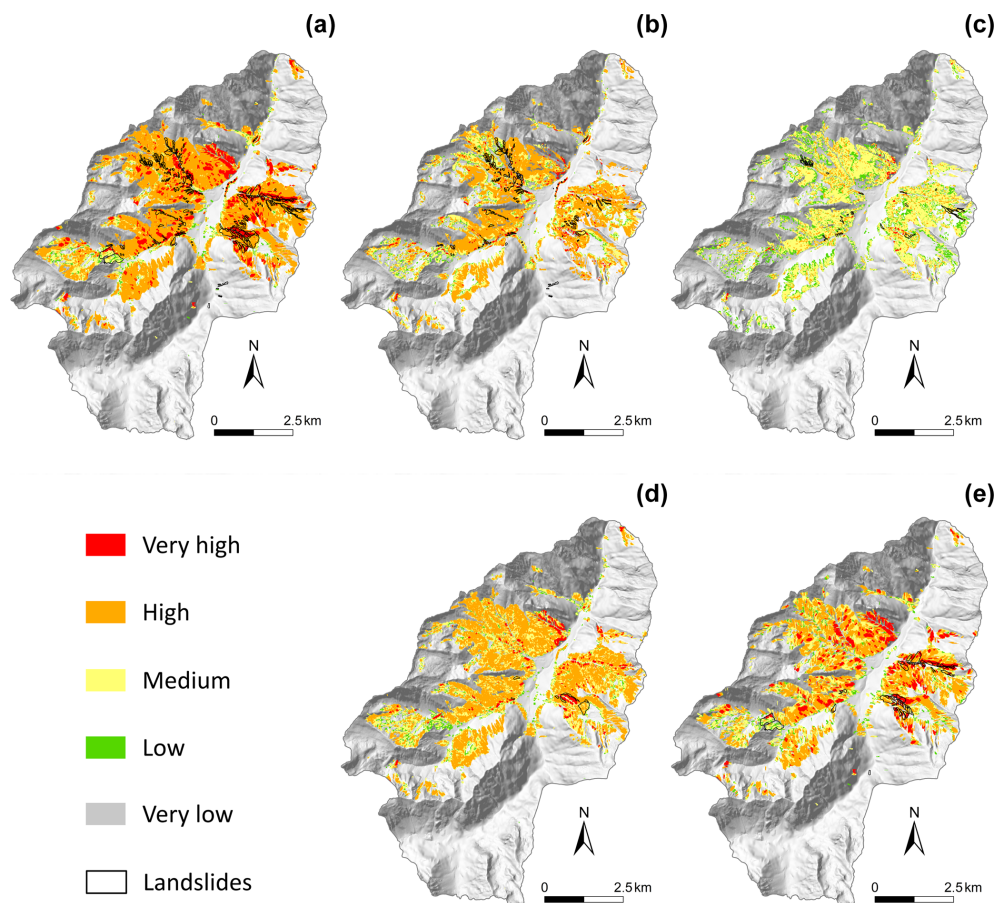 (a)
(b)
(c)
N
0 2.5 km
N
0 2.5 km
N
0 2.5 km
(d)
(e)
Very high
High
Medium
Low
Very low
Landslides
N
0 2.5 km
N
0 2.5 km